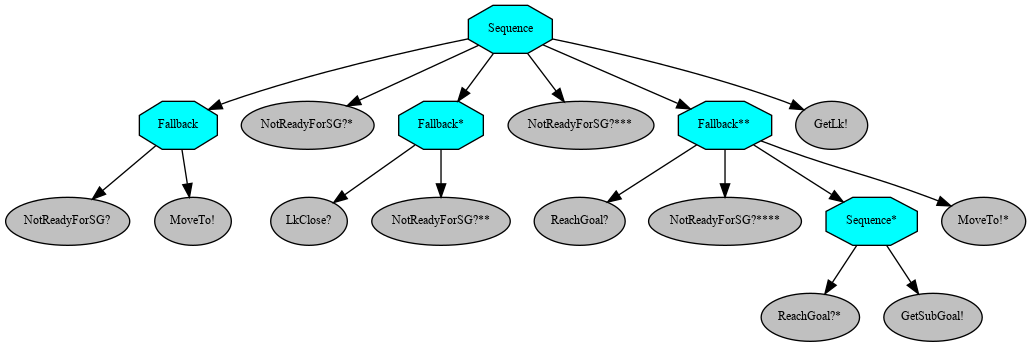 Sequence
Fallback
NotReadyForSG?*
Fallback*
NotReadyForSG?***
Fallback**
GetLk!
NotReadyForSG?
MoveTo!
LkClose?
NotReadyForSG?**
ReachGoal?
NotReadyForSG?****
Sequence*
MoveTo!*
ReachGoal?*
GetSubGoal!